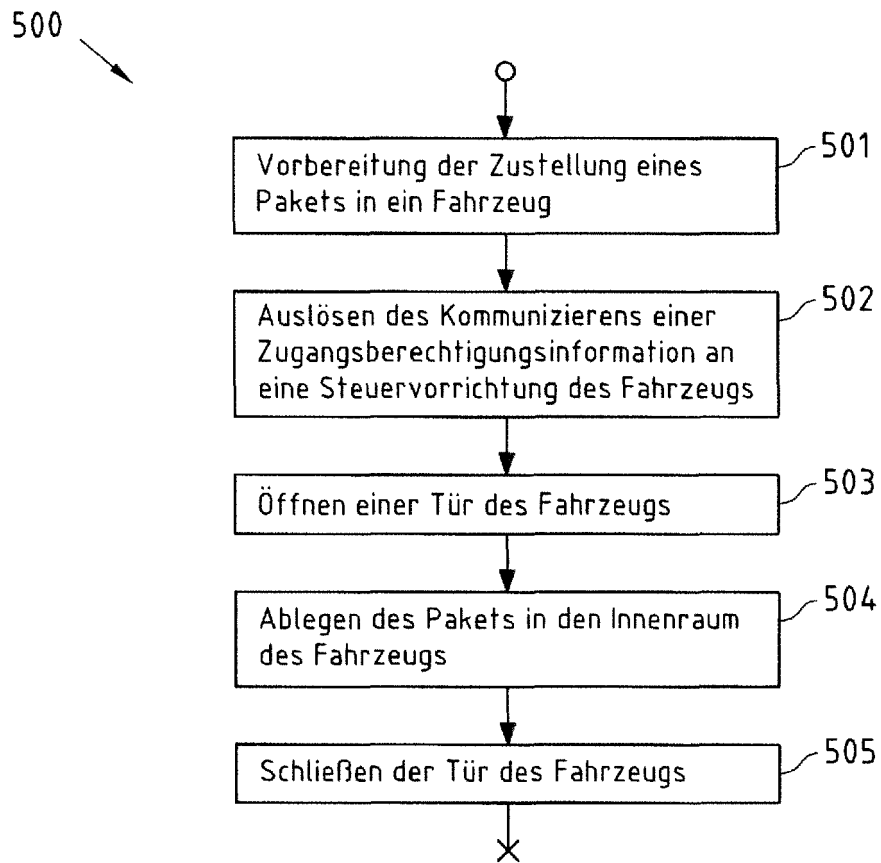 500
501
Vorbereitung der Zustellung eines
Pakets in ein Fahrzeug
502
Auslösen des Kommunizierens einer
Zugangsberechtigungsinformation an
eine Steuervorrichtung des Fahrzeugs
503
Öffnen einer Tür des Fahrzeugs
504
Ablegen des Pakets in den Innenraum
des Fahrzeugs
505
Schließen der Tür des Fahrzeugs